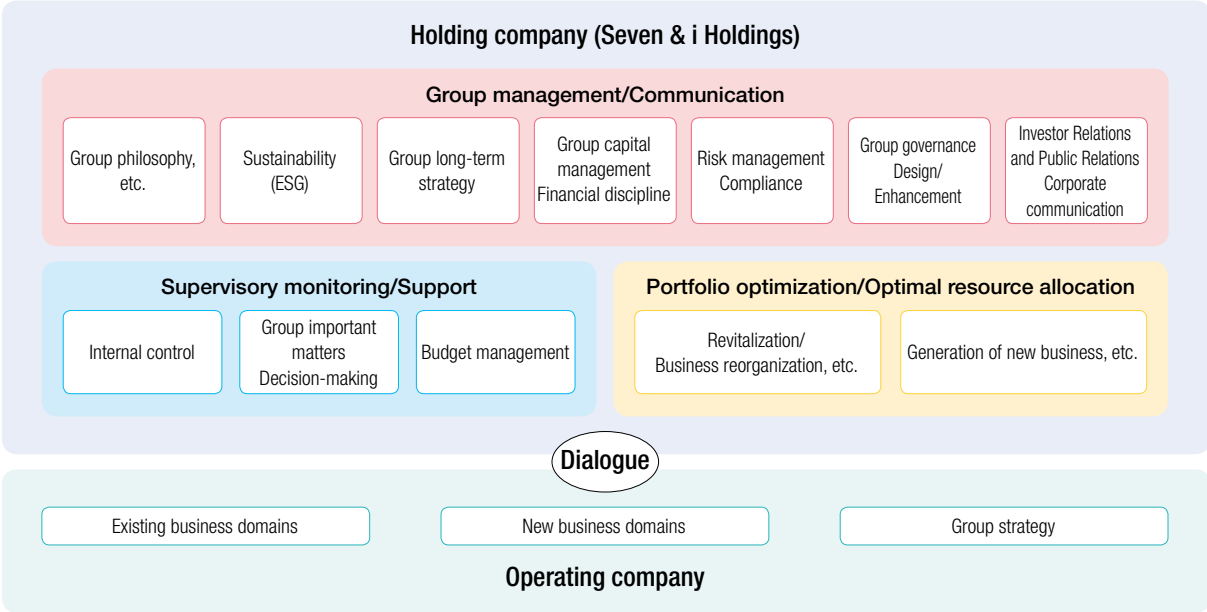 Holding company (Seven & i Holdings)
Group management/Communication
Group philosophy,
etc.
Sustainability
(ESG)
Group long-term
strategy
Group capital
management
Financial discipline
Risk management
Compliance
Group governance
Design/
Enhancement
Investor Relations
and Public Relations
Corporate
communication
Supervisory monitoring/Support
Internal control
Group important
matters
Decision-making
Budget management
Portfolio optimization/Optimal resource allocation
Revitalization/
Business reorganization, etc.
Generation of new business, etc.
Dialogue
Existing business domains
New business domains
Group strategy
Operating company